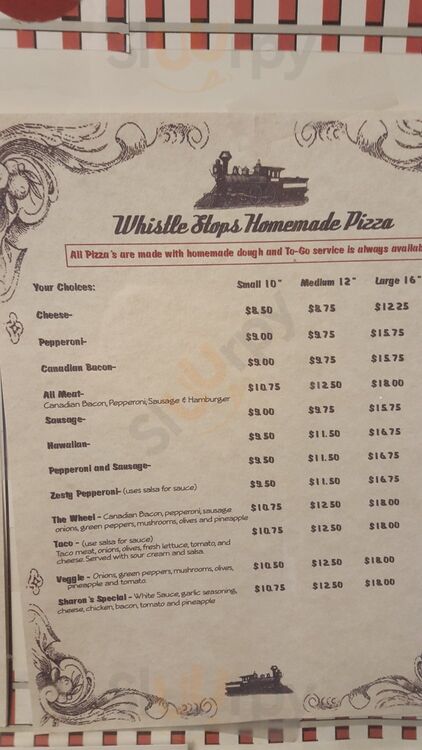 sluurpy
Whistle Stops Homemade Pizza
All Pizza's are made with homemade dough and To-Go service is always availab
Your Choices: Small 10" Medium 12" Large 16"
Cheese- $8.50 $8.75 $12.25
Pepperoni- $9.00 $9.75 $15.75
Canadian Bacon- $9.00 $9.75 $15.75
All Meat- $10.75 $12.50 $18.00
Canadian Bacon, Pepperoni, Sausage & Hamburger
Sausage- $9.00 $9.75 $15.75
Hawaiian- $9.50 $11.50 $16.75
Pepperoni and Sausage- $9.50 $11.50 $16.75
Zesty Pepperoni- (uses salsa for sauce) $9.50 $11.50 $16.75
The Wheel - Canadian Bacon, pepperoni, sausage $10.75 $12.50 $18.00
onions, green peppers, mushrooms, olives and pineapple
Taco - (use salsa for sauce) $10.75 $12.50 $18.00
Taco meat, onions, olives, fresh lettuce, tomato, and
cheese. Served with sour cream and salsa.
Veggie - Onions, green peppers, mushrooms, olives, $10.50 $12.50 $18.00
pineapple and tomato.
Sharon's Special - White Sauce, garlic seasoning, $10.75 $12.50 $18.00
cheese, chicken, bacon, tomato and pineapple
sluurpy
sluurpy